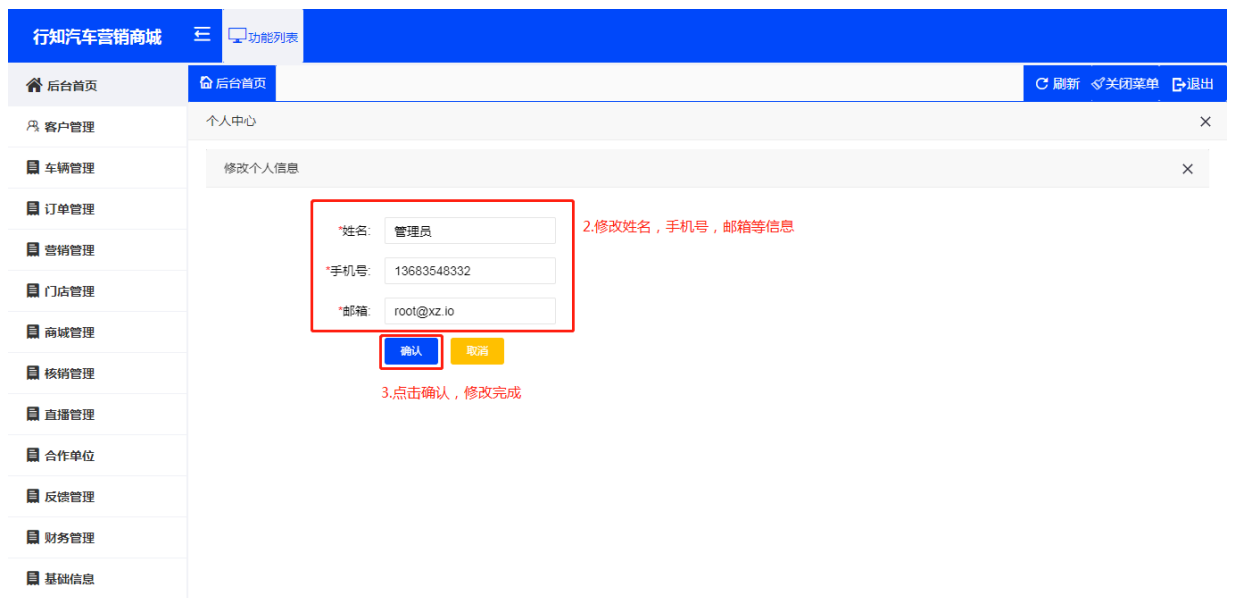 行知汽车营销商城
功能列表
后台首页
后台首页
刷新
关闭菜单
退出
客户管理
个人中心
车辆管理
修改个人信息
订单管理
*姓名:
管理员
2.修改姓名，手机号，邮箱等信息
营销管理
*手机号:
13683548332
门店管理
*邮箱:
root@xz.io
商城管理
确认
取消
核销管理
3.点击确认，修改完成
直播管理
合作单位
反馈管理
财务管理
基础信息